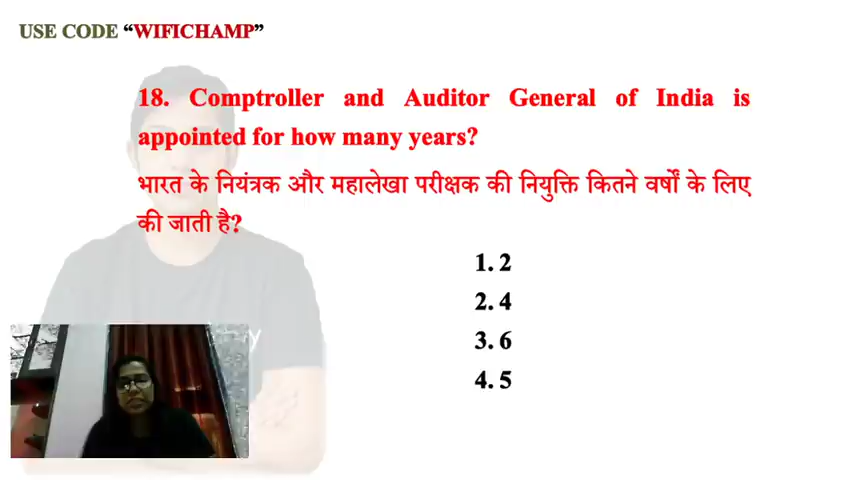 USE CODE “WIFICHAMP”
18. Comptroller and Auditor General of India is
appointed for how many years?
भारत के नियंत्रक और महालेखा परीक्षक की नियुक्ति कितने वर्षों के लिए
की जाती है?
1. 2
2. 4
3. 6
4. 5